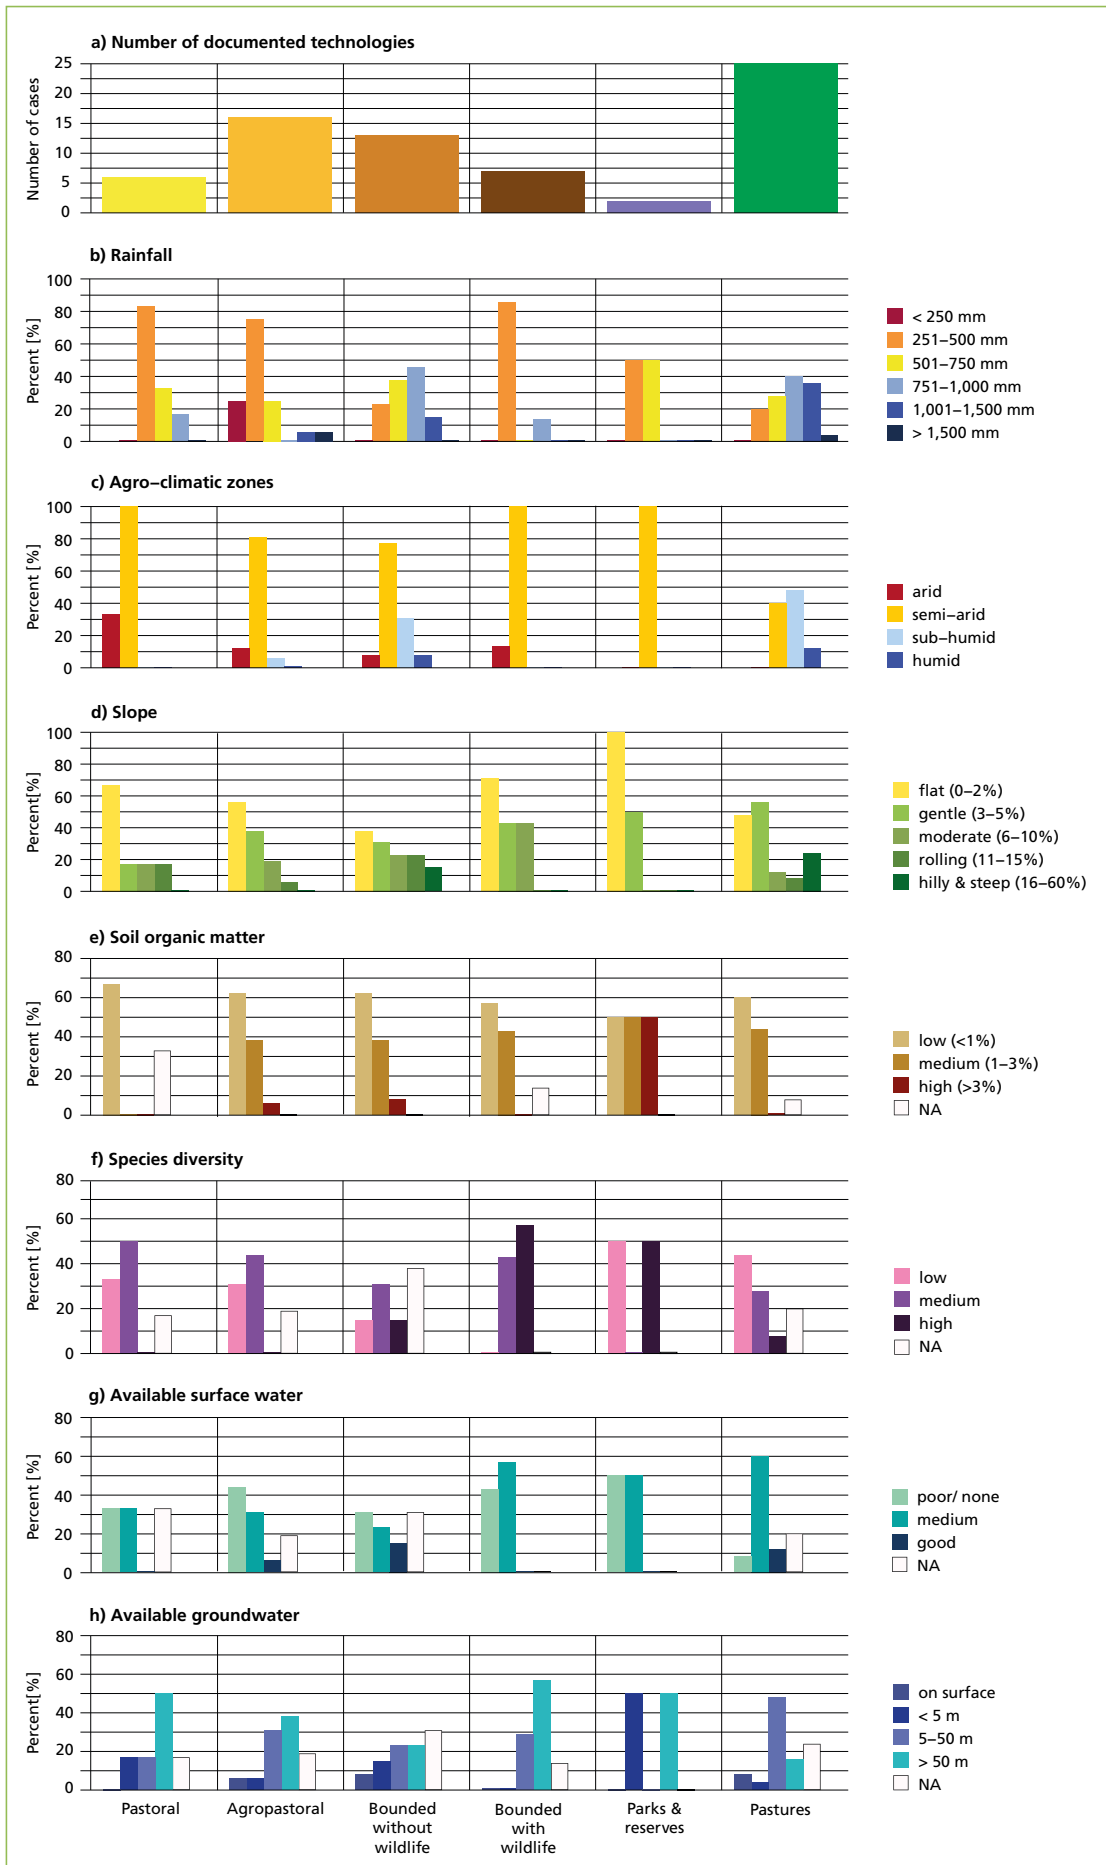 a) Number of documented technologies
Number of cases
25
20
15
10
5
0
b) Rainfall
Percent [%]
100
80
60
40
20
0
< 250 mm
251–500 mm
501–750 mm
751–1,000 mm
1,001–1,500 mm
> 1,500 mm
c) Agro–climatic zones
Percent [%]
100
80
60
40
20
0
arid
semi–arid
sub–humid
humid
d) Slope
Percent[%]
100
80
60
40
20
0
flat (0–2%)
gentle (3–5%)
moderate (6–10%)
rolling (11–15%)
hilly & steep (16–60%)
e) Soil organic matter
Percent [%]
80
60
40
20
0
low (<1%)
medium (1–3%)
high (>3%)
NA
f) Species diversity
Percent [%]
80
60
40
20
0
low
medium
high
NA
g) Available surface water
Percent [%]
80
60
40
20
0
poor/ none
medium
good
NA
h) Available groundwater
Percent[%]
80
60
40
20
0
on surface
< 5 m
5–50 m
> 50 m
NA
Pastoral
Agropastoral
Bounded
without
wildlife
Bounded
with
wildlife
Parks &
reserves
Pastures